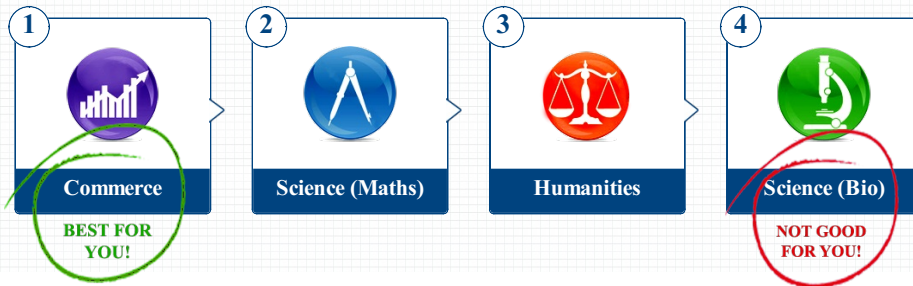 1
2
3
4
Commerce
Science (Maths)
Humanities
Science (Bio)
BEST FOR
YOU!
NOT GOOD
FOR YOU!